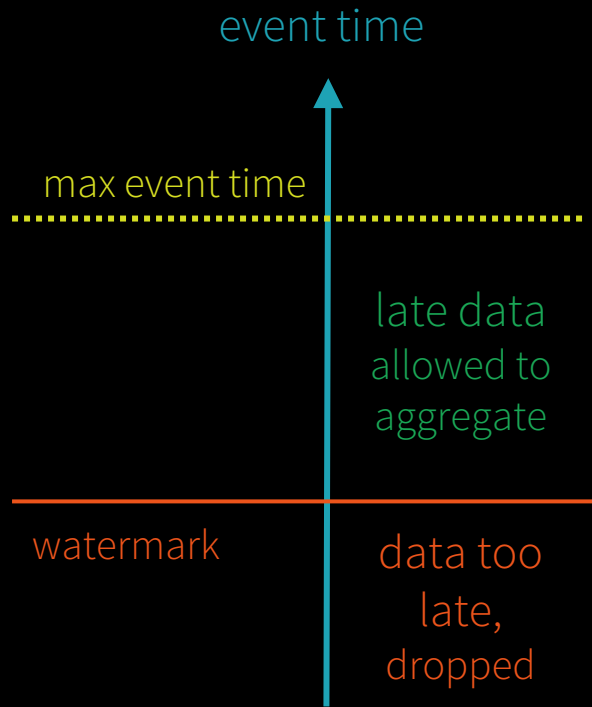 event time
max event time
late data
allowed to
aggregate
watermark
data too
late,
dropped